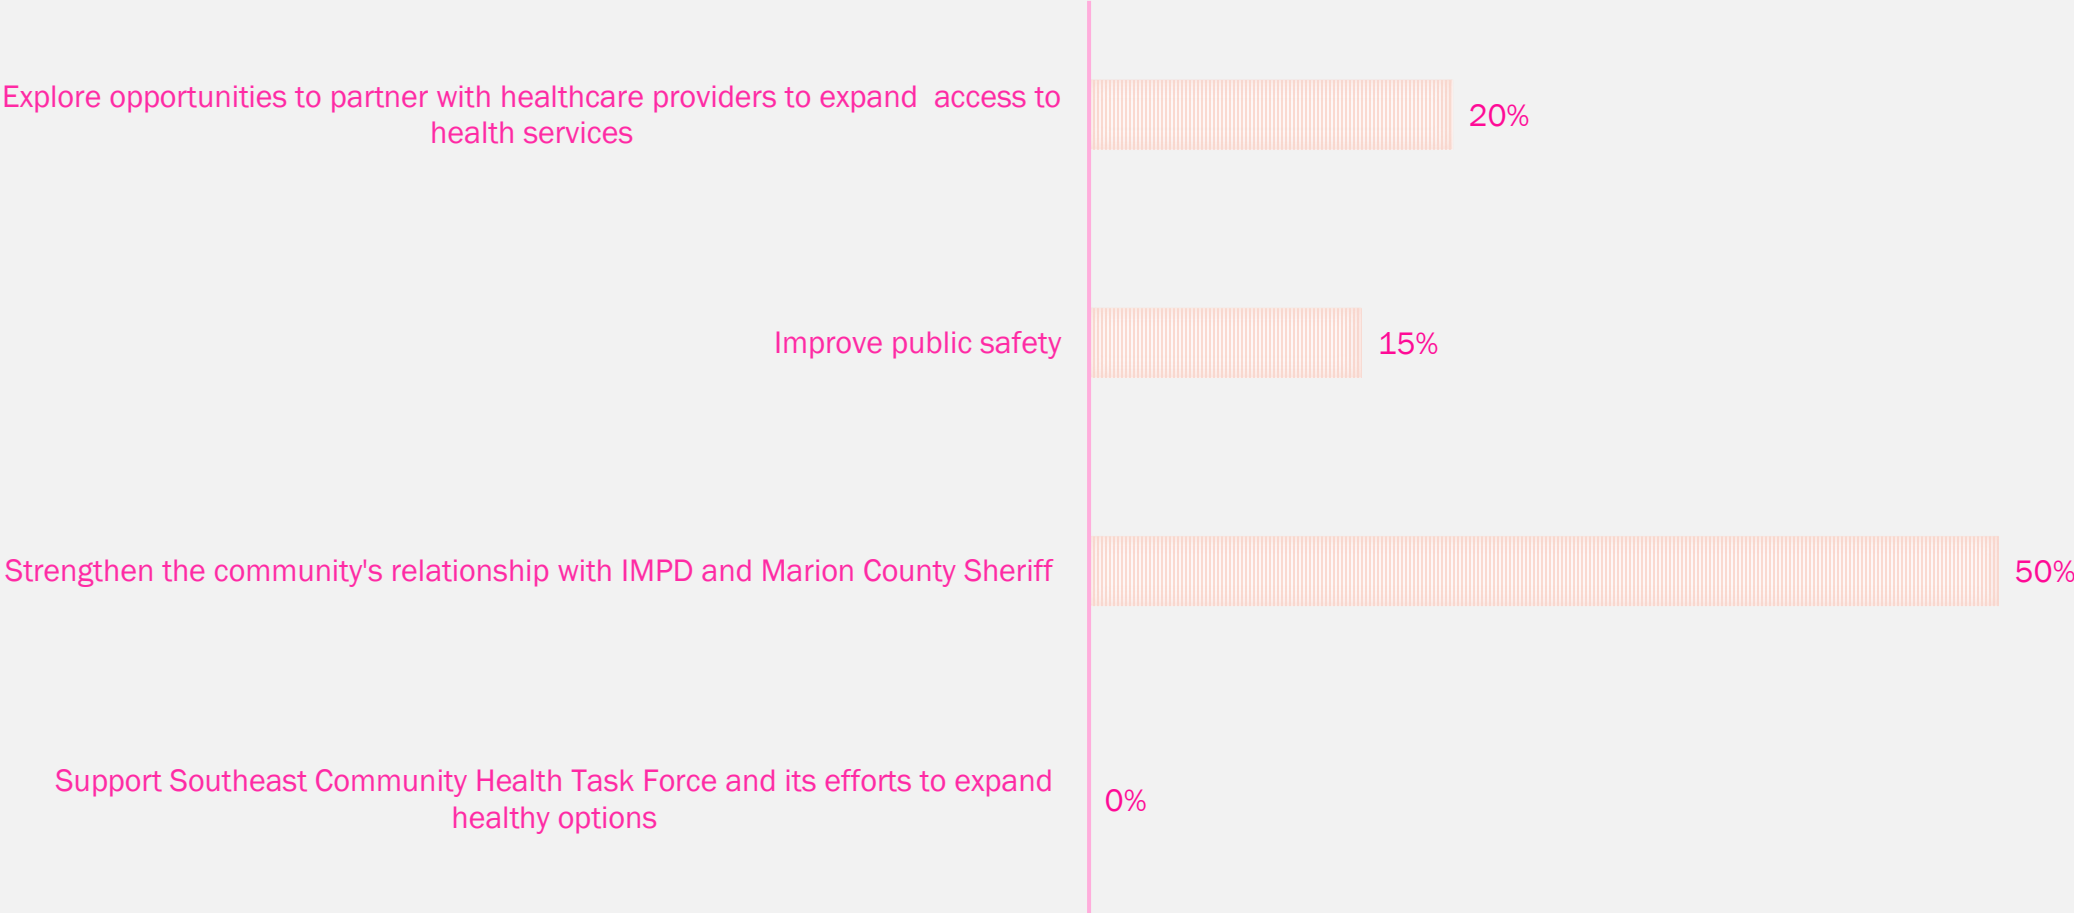 Explore opportunities to partner with healthcare providers to expand  access to
health services
20%
Improve public safety
15%
Strengthen the community's relationship with IMPD and Marion County Sheriff
50%
Support Southeast Community Health Task Force and its efforts to expand
healthy options
0%